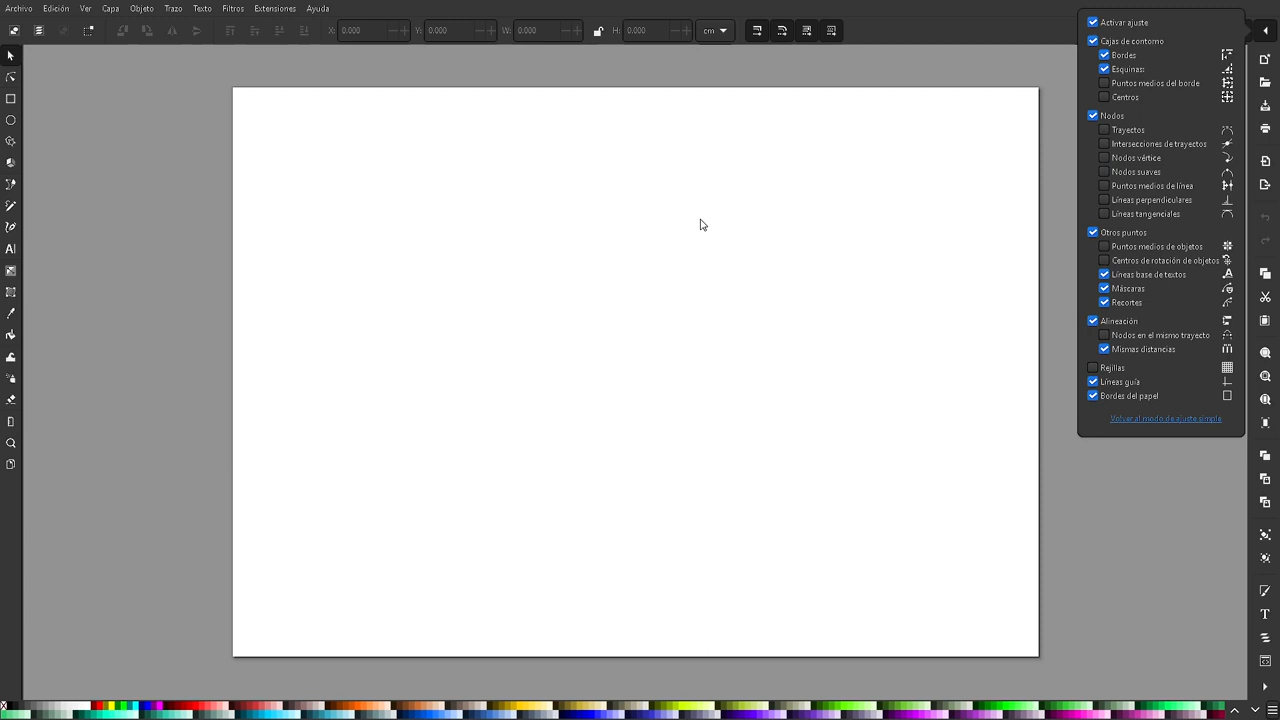 Archivo Edición Ver Capa Objeto Trazo Texto Filtros Extensiones Ayuda
X: 0.000 Y: 0.000 W: 0.000 H: 0.000 cm
Activar ajuste
Cajas de contorno
Bordes
Esquinas:
Puntos medios del borde
Centros
Nodos
Trayectos
Intersecciones de trayectos
Nodos vértice
Nodos suaves
Puntos medios de línea
Líneas perpendiculares
Líneas tangenciales
Otros puntos
Puntos medios de objetos
Centros de rotación de objetos
Líneas base de textos
Máscaras
Recortes
Alineación
Nodos en el mismo trayecto
Mismas distancias
Rejillas
Líneas guía
Bordes del papel
Volver al modo de ajuste simple